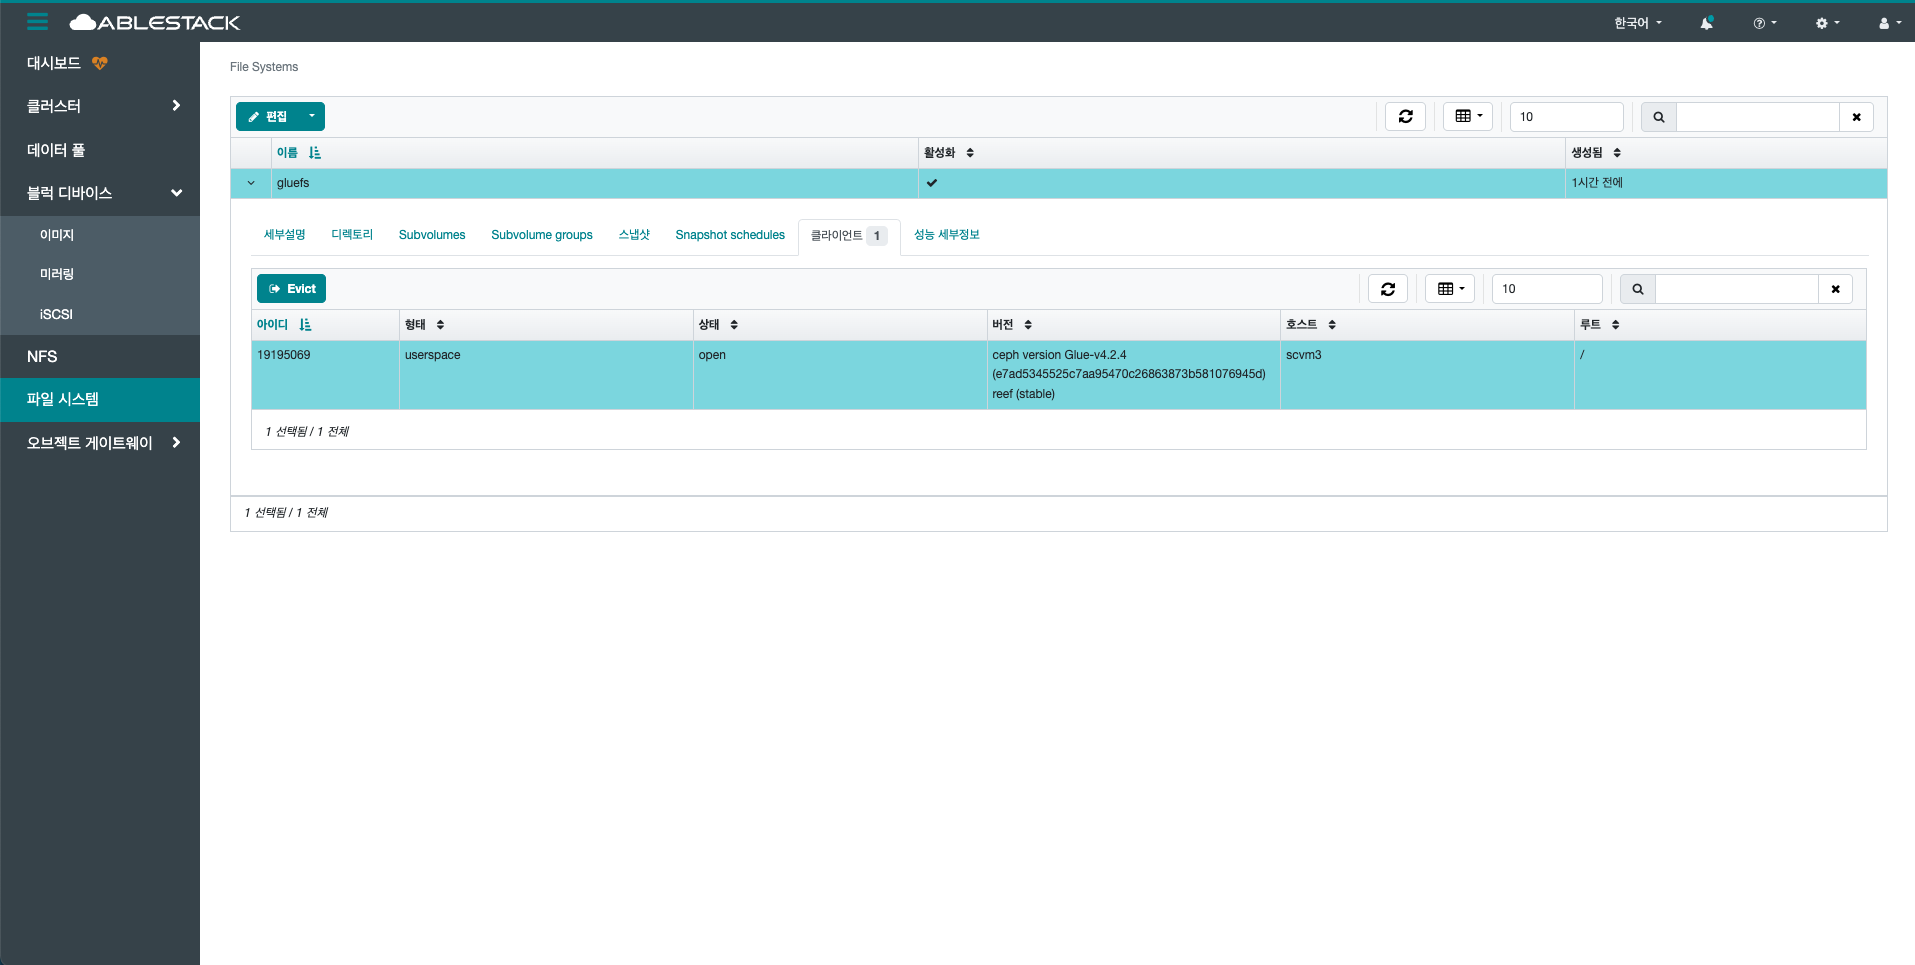 ABLESTACK
한국어
대시보드
클러스터
데이터 풀
블럭 디바이스
이미지
미러링
iSCSI
NFS
파일 시스템
오브젝트 게이트웨이
File Systems
편집
10
이름 활성화 생성됨
gluefs 1시간 전에
세부설명 디렉토리 Subvolumes Subvolume groups 스냅샷 Snapshot schedules 클라이언트 1 성능 세부정보
Evict
10
아이디 형태 상태 버전 호스트 루트
19195069 userspace open ceph version Glue-v4.2.4 scvm3 /
(e7ad5345525c7aa95470c26863873b581076945d)
reef (stable)
1 선택됨 / 1 전체
1 선택됨 / 1 전체